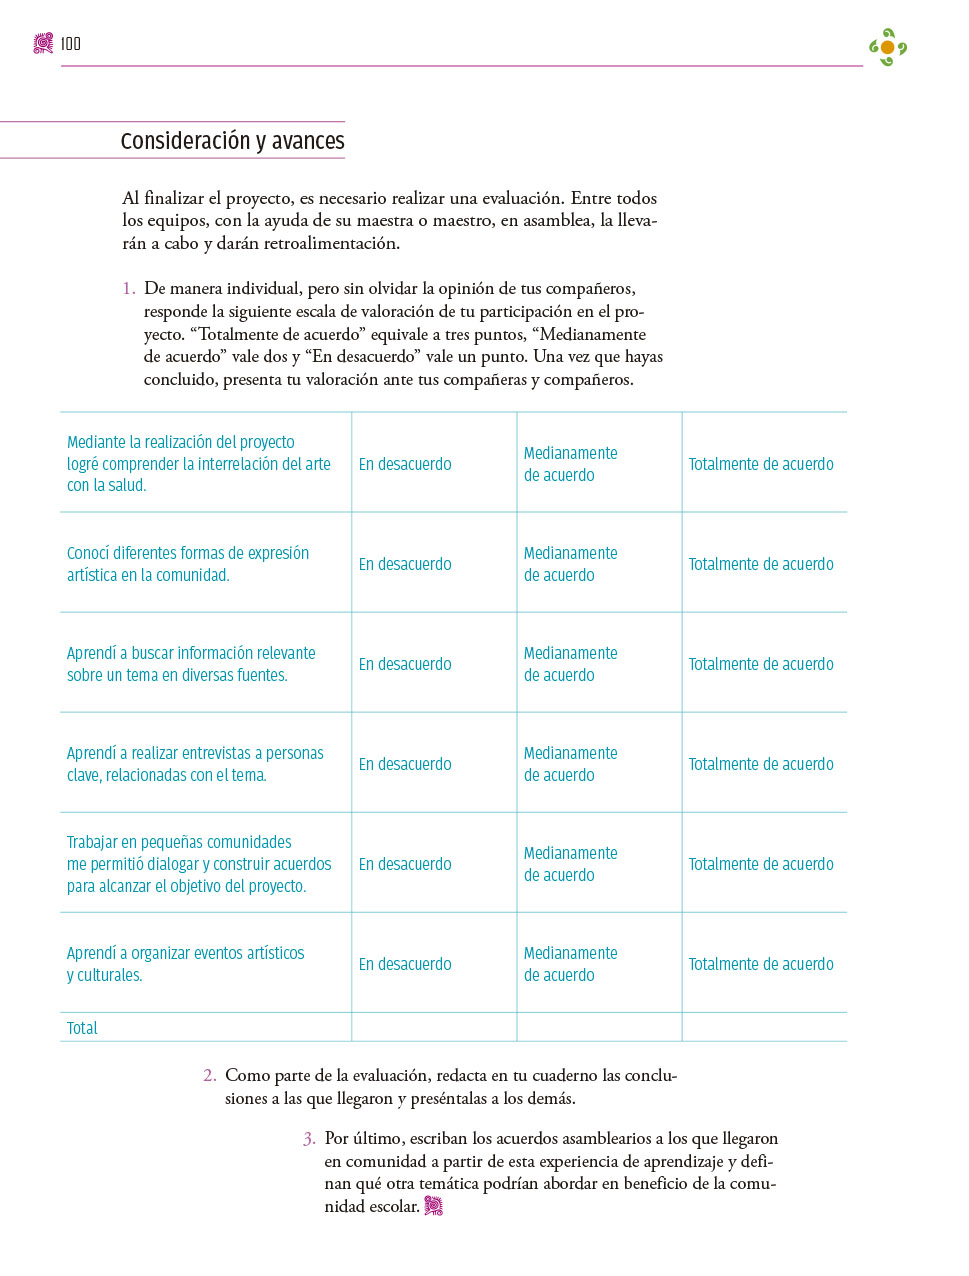 100
Consideración y avances
Al finalizar el proyecto, es necesario realizar una evaluación. Entre todos
los equipos, con la ayuda de su maestra o maestro, en asamblea, la lleva-
rán a cabo y darán retroalimentación.
1. De manera individual, pero sin olvidar la opinión de tus compañeros,
responde la siguiente escala de valoración de tu participación en el pro-
yecto. “Totalmente de acuerdo” equivale a tres puntos, “Medianamente
de acuerdo” vale dos y “En desacuerdo” vale un punto. Una vez que hayas
concluido, presenta tu valoración ante tus compañeras y compañeros.
Mediante la realización del proyecto
logré comprender la interrelación del arte
con la salud.
En desacuerdo
Medianamente
de acuerdo
Totalmente de acuerdo
Conocí diferentes formas de expresión
artística en la comunidad.
En desacuerdo
Medianamente
de acuerdo
Totalmente de acuerdo
Aprendí a buscar información relevante
sobre un tema en diversas fuentes.
En desacuerdo
Medianamente
de acuerdo
Totalmente de acuerdo
Aprendí a realizar entrevistas a personas
clave, relacionadas con el tema.
En desacuerdo
Medianamente
de acuerdo
Totalmente de acuerdo
Trabajar en pequeñas comunidades
me permitió dialogar y construir acuerdos
para alcanzar el objetivo del proyecto.
En desacuerdo
Medianamente
de acuerdo
Totalmente de acuerdo
Aprendí a organizar eventos artísticos
y culturales.
En desacuerdo
Medianamente
de acuerdo
Totalmente de acuerdo
Total
2. Como parte de la evaluación, redacta en tu cuaderno las conclu-
siones a las que llegaron y preséntalas a los demás.
3. Por último, escriban los acuerdos asamblearios a los que llegaron
en comunidad a partir de esta experiencia de aprendizaje y defi-
nan qué otra temática podrían abordar en beneficio de la comu-
nidad escolar.